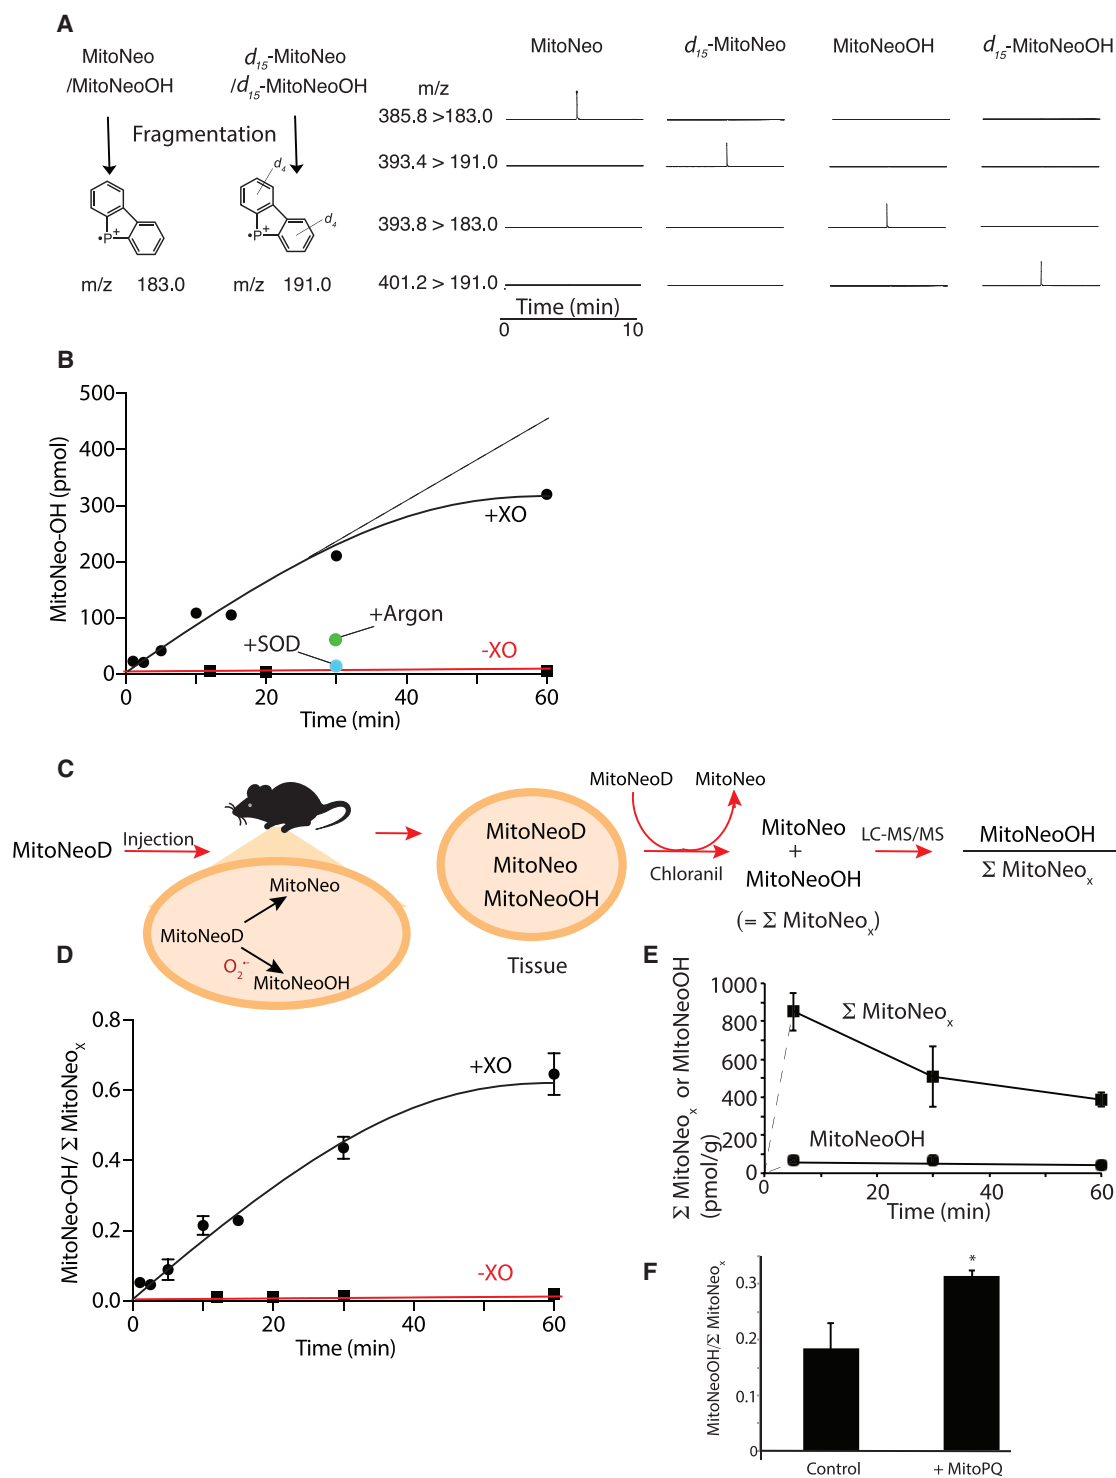 A
MitoNeo
/MitoNeoOH
d15-MitoNeo
/d15-MitoNeoOH
Fragmentation
•P+
d4
d4
•P+
m/z 183.0
m/z 191.0
MitoNeo
d15-MitoNeo
MitoNeoOH
d15-MitoNeoOH
m/z
385.8 >183.0
393.4 > 191.0
393.8 > 183.0
401.2 > 191.0
Time (min)
0 10
B
MitoNeo-OH (pmol)
500
400
300
200
100
0
+XO
+Argon
+SOD
-XO
0 20 40 60
Time (min)
C
MitoNeoD
Injection
MitoNeoD
MitoNeo
O2•-
MitoNeoOH
MitoNeoD
MitoNeo
MitoNeoOH
Tissue
MitoNeoD
MitoNeo
Chloranil
MitoNeo
+
MitoNeoOH
(= Σ MitoNeox)
LC-MS/MS
MitoNeoOH
Σ MitoNeox
D
MitoNeo-OH/ Σ MitoNeox
0.8
0.6
0.4
0.2
0.0
+XO
-XO
0 20 40 60
Time (min)
E
Σ MitoNeox or MItoNeoOH
(pmol/g)
1000
800
600
400
200
0
Σ MitoNeox
MitoNeoOH
0 20 40 60
Time (min)
F
MitoNeoOH/Σ MitoNeox
0.3
0.2
0.1
0
*
Control
+ MitoPQ